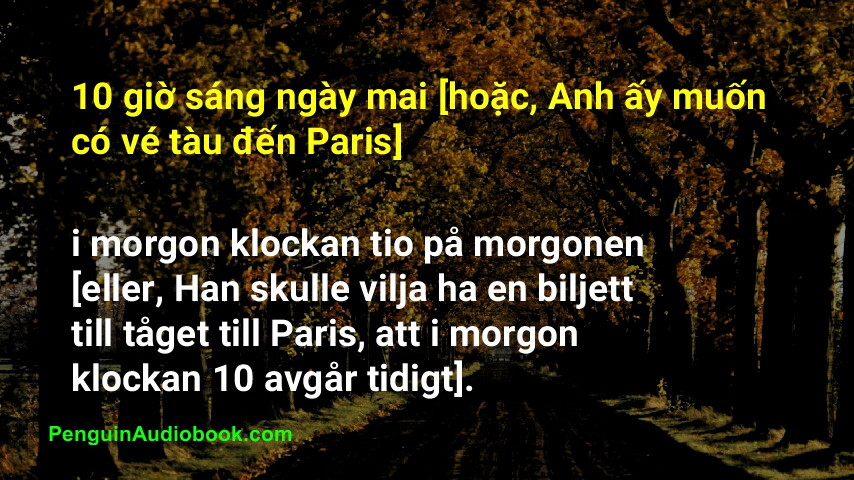 10 giờ sáng ngày mai [hoặc, Anh ấy muốn
có vé tàu đến Paris]
i morgon klockan tio på morgonen
[eller, Han skulle vilja ha en biljett
till tåget till Paris, att i morgon
klockan 10 avgår tidigt].
PenguinAudiobook.com